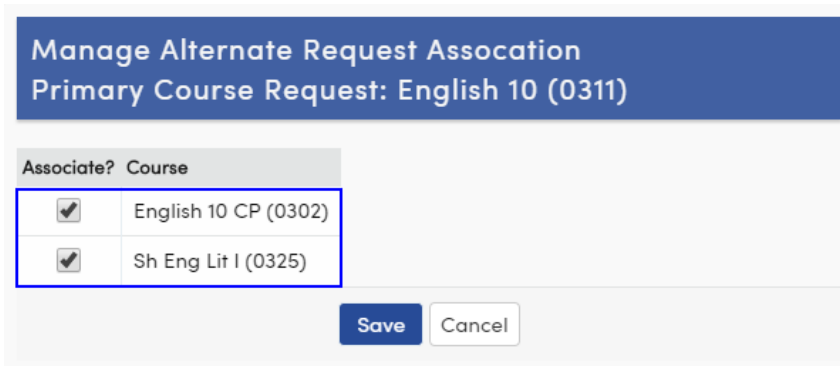 Manage Alternate Request Assocation
Primary Course Request: English 10 (0311)
Associate? Course
English 10 CP (0302)
Sh Eng Lit I (0325)
Save Cancel